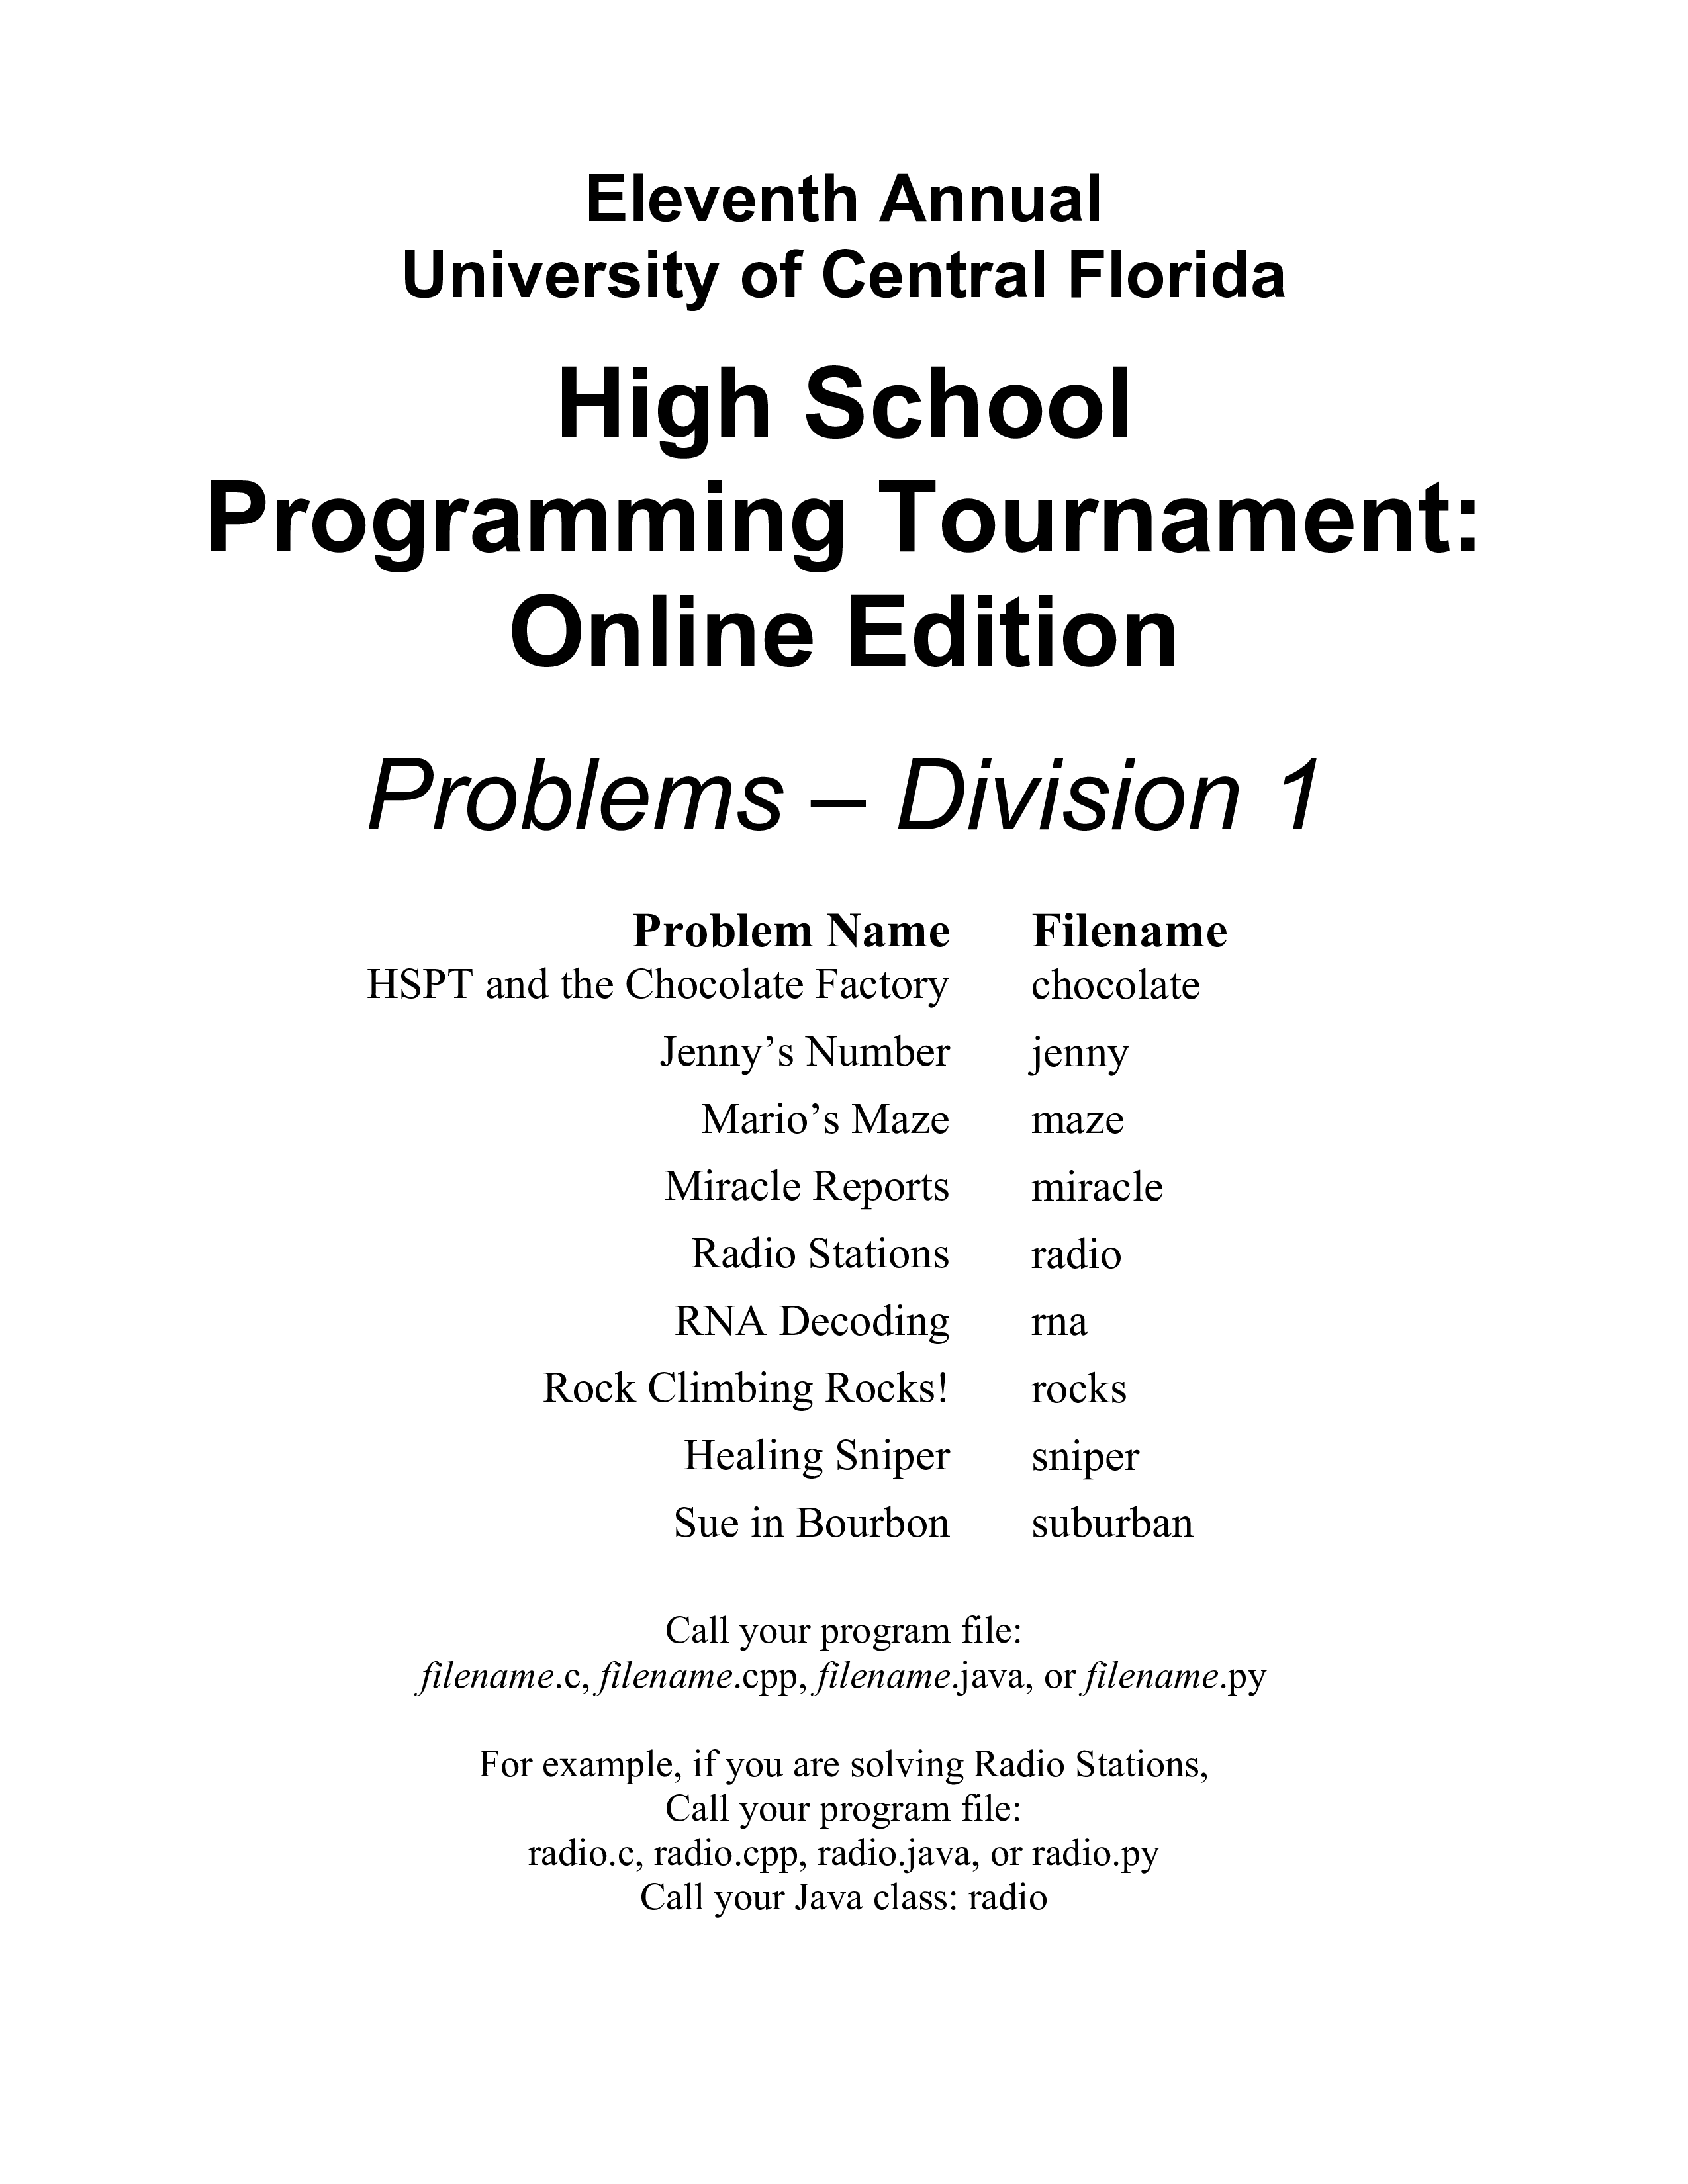 Eleventh Annual
University of Central Florida
High School
Programming Tournament:
Online Edition
Problems – Division 1
Problem Name Filename
HSPT and the Chocolate Factory chocolate
Jenny’s Number jenny
Mario’s Maze maze
Miracle Reports miracle
Radio Stations radio
RNA Decoding rna
Rock Climbing Rocks! rocks
Healing Sniper sniper
Sue in Bourbon suburban
Call your program file:
filename.c, filename.cpp, filename.java, or filename.py
For example, if you are solving Radio Stations,
Call your program file:
radio.c, radio.cpp, radio.java, or radio.py
Call your Java class: radio